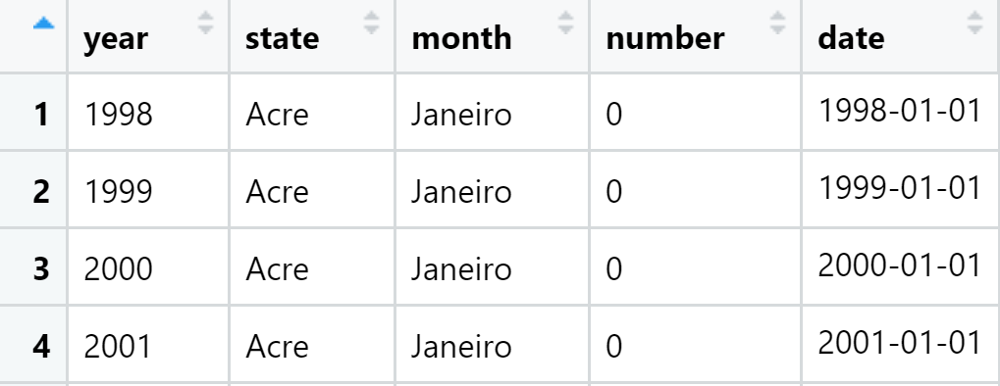 year state month number date
1 1998 Acre Janeiro 0 1998-01-01
2 1999 Acre Janeiro 0 1999-01-01
3 2000 Acre Janeiro 0 2000-01-01
4 2001 Acre Janeiro 0 2001-01-01